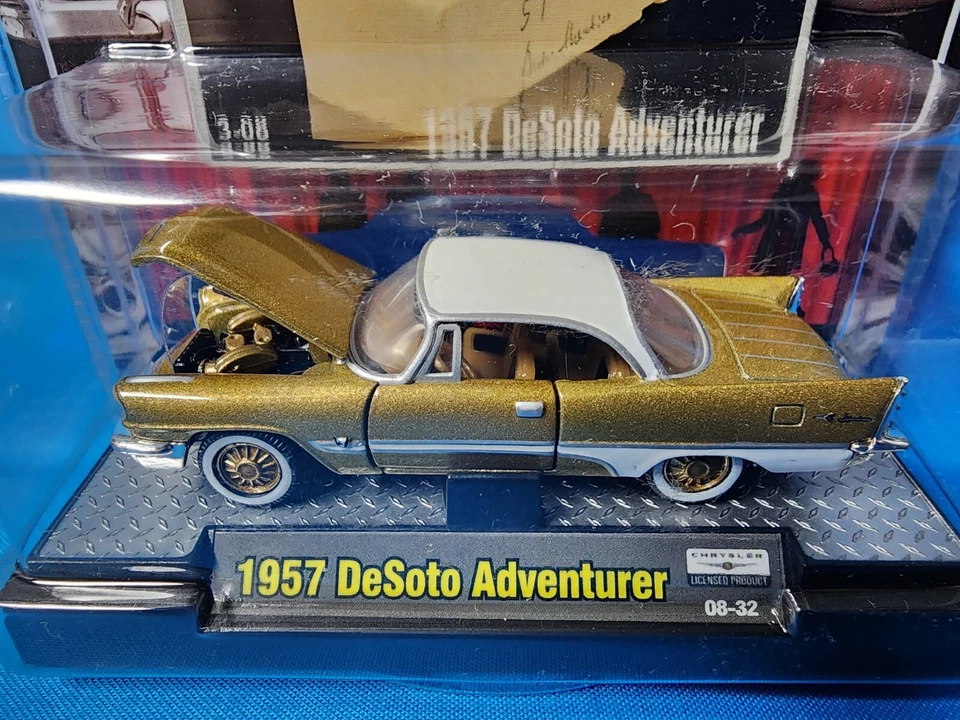 3.08
1957 DeSoto Adventurer
1957 DeSoto Adventurer
CHRYSLER
LICENSED PRODUCT
08-32